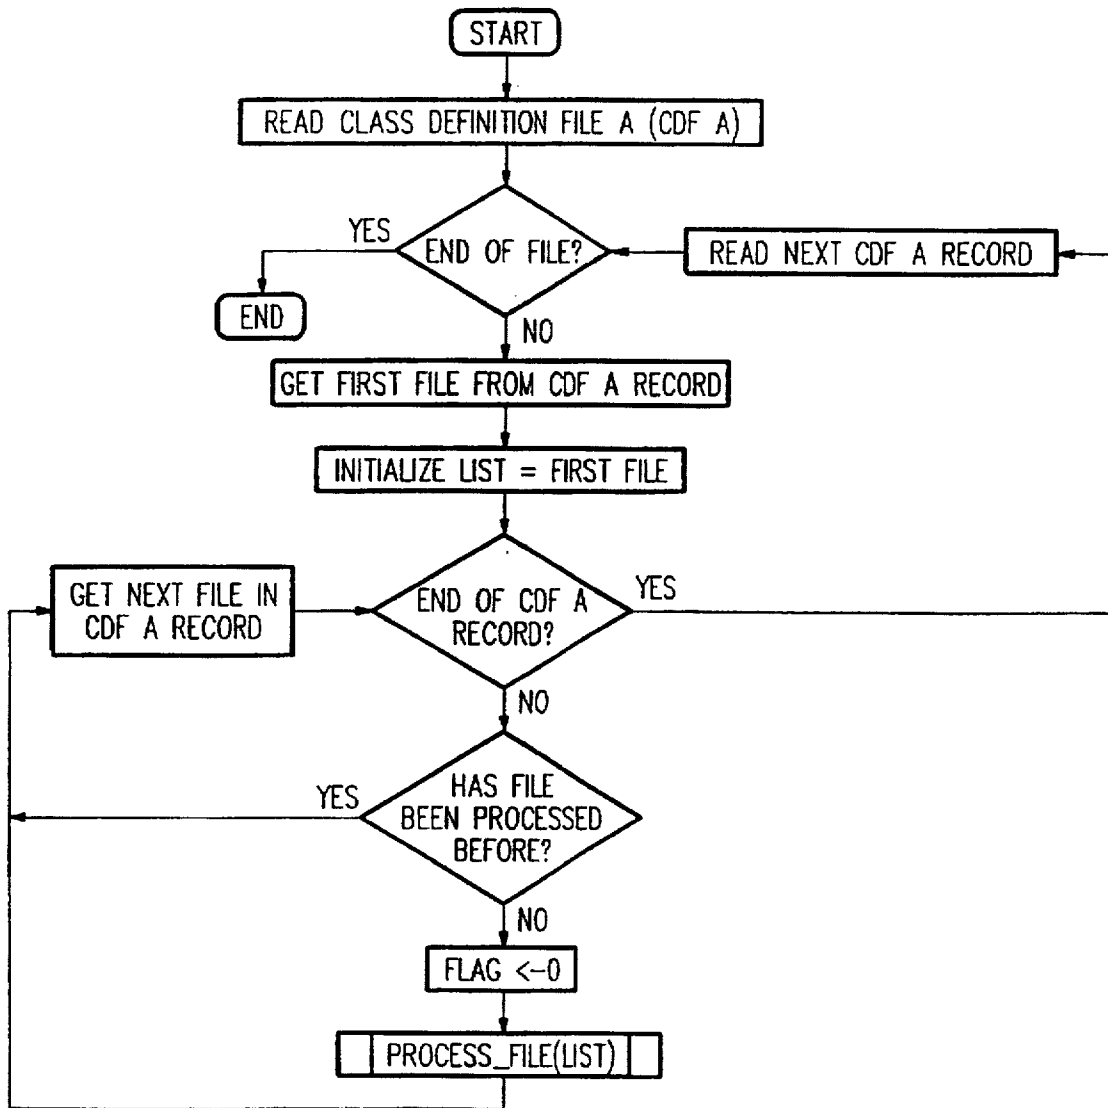 START
READ CLASS DEFINITION FILE A (CDF A)
YES
END OF FILE?
READ NEXT CDF A RECORD
END
NO
GET FIRST FILE FROM CDF A RECORD
INITIALIZE LIST = FIRST FILE
GET NEXT FILE IN
CDF A RECORD
END OF CDF A
RECORD?
YES
NO
YES
HAS FILE
BEEN PROCESSED
BEFORE?
NO
FLAG <-0
PROCESS_FILE(LIST)